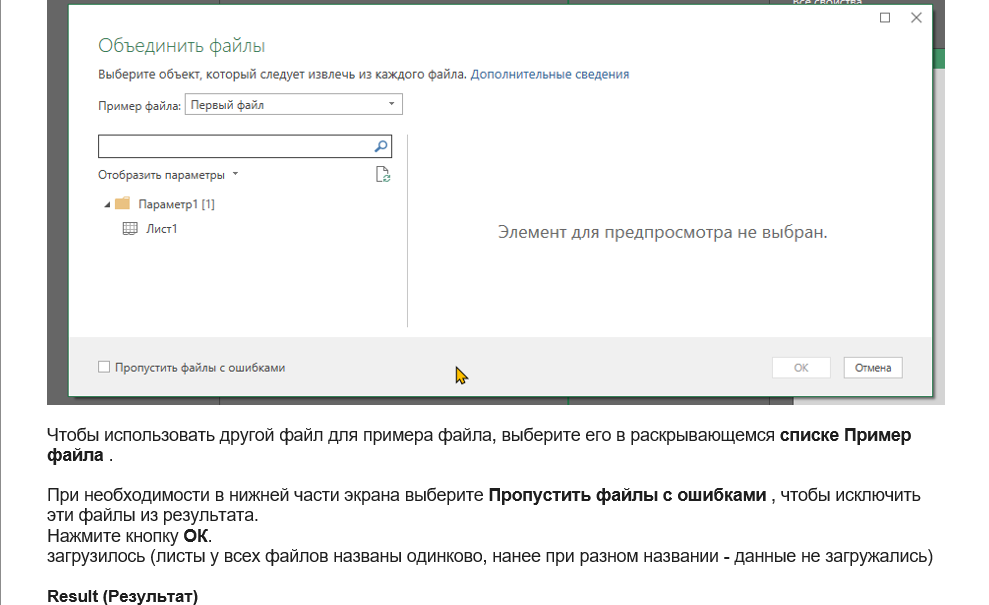 Все свойства
Объединить файлы
Выберите объект, который следует извлечь из каждого файла. Дополнительные сведения
Пример файла: Первый файл
Отобразить параметры
Параметр1 [1]
Лист1
Элемент для предпросмотра не выбран.
Пропустить файлы с ошибками
ОК
Отмена
Чтобы использовать другой файл для примера файла, выберите его в раскрывающемся списке Пример
файла .
При необходимости в нижней части экрана выберите Пропустить файлы с ошибками , чтобы исключить
эти файлы из результата.
Нажмите кнопку ОК.
загрузилось (листы у всех файлов названы одинаково, нанее при разном названии - данные не загружались)
Result (Результат)